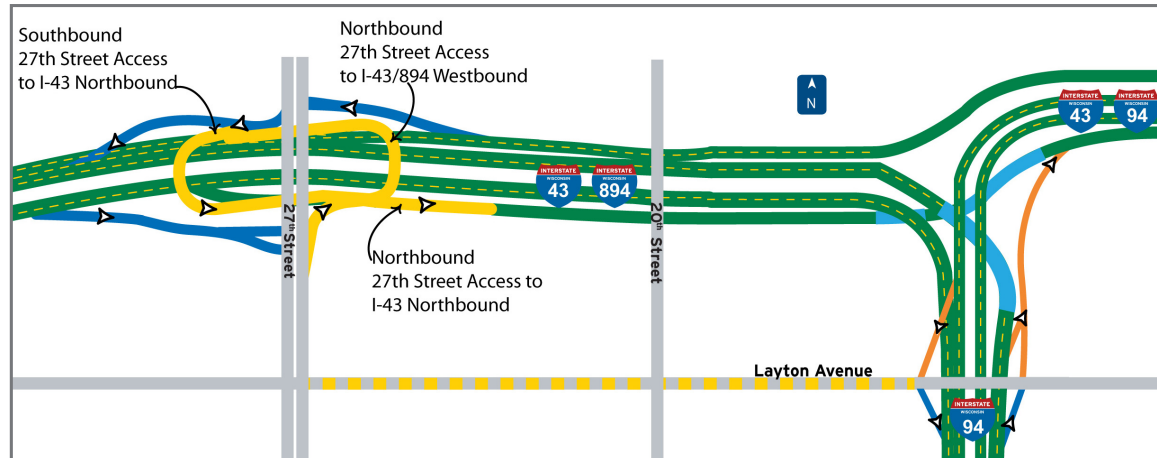 Southbound
27th Street Access
to I-43 Northbound
Northbound
27th Street Access
to I-43/894 Westbound
N
INTERSTATE
WISCONSIN
43
INTERSTATE
WISCONSIN
94
INTERSTATE
WISCONSIN
43
INTERSTATE
WISCONSIN
894
27th Street
20th Street
Northbound
27th Street Access to
I-43 Northbound
Layton Avenue
INTERSTATE
WISCONSIN
94